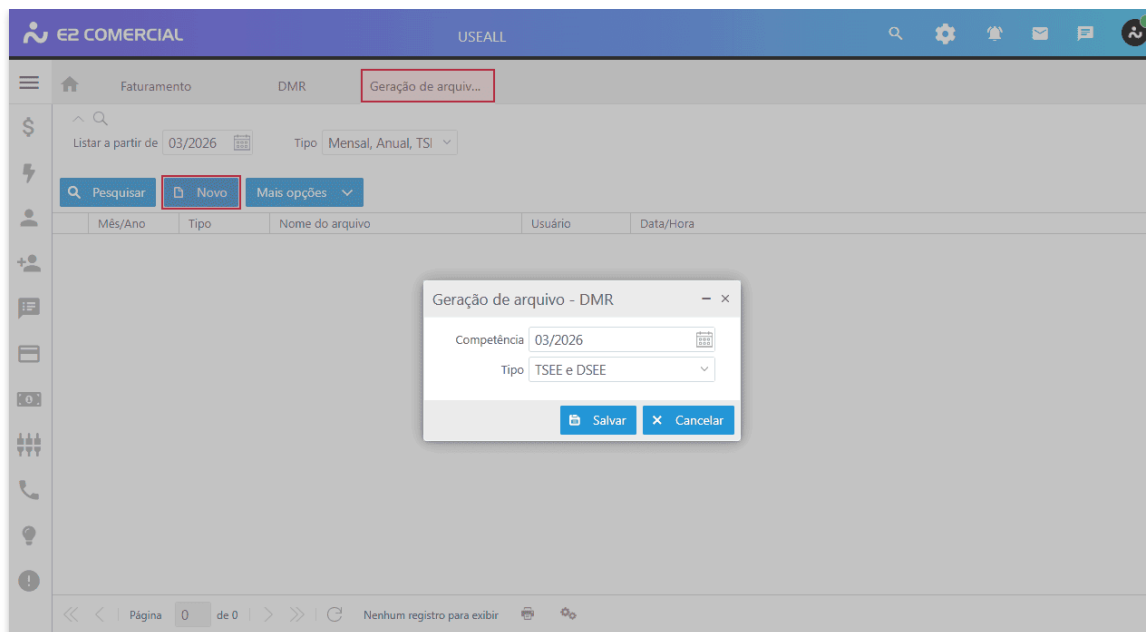 E2 COMERCIAL USEALL
Faturamento DMR Geração de arquiv...
Listar a partir de 03/2026 Tipo Mensal, Anual, TSI
Pesquisar Novo Mais opções
Mês/Ano Tipo Nome do arquivo Usuário Data/Hora
Geração de arquivo - DMR
Competência 03/2026
Tipo TSEE e DSEE
Salvar Cancelar
Página 0 de 0 Nenhum registro para exibir